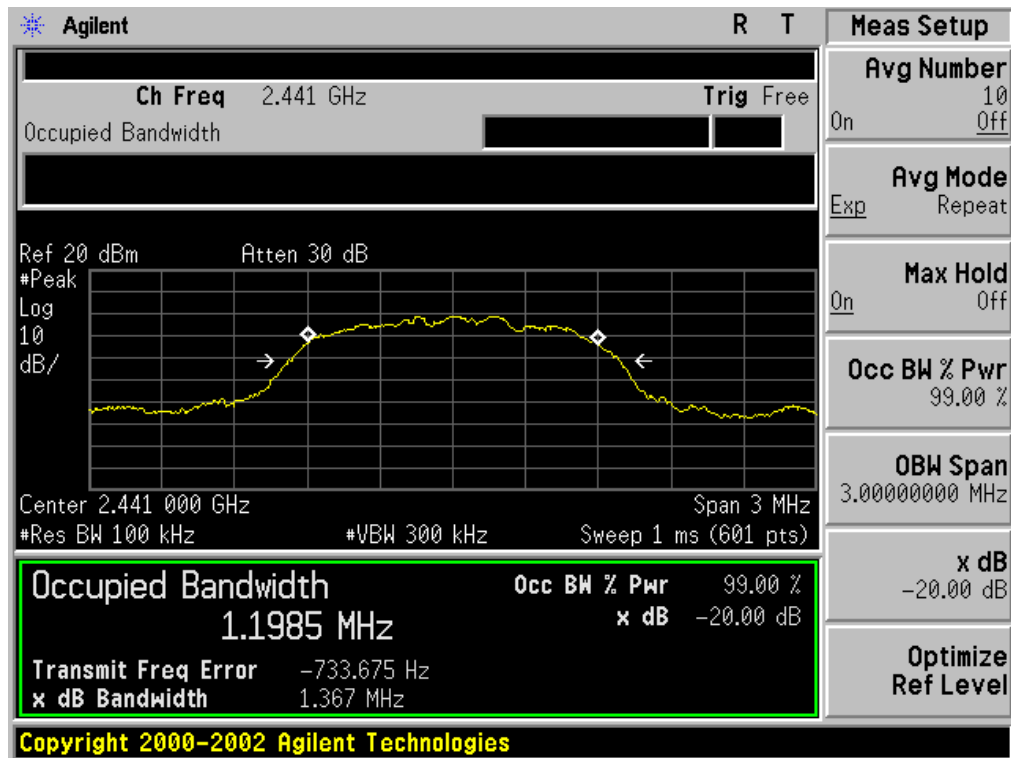 Agilent R T
Ch Freq 2.441 GHz Trig Free
Occupied Bandwidth
Ref 20 dBm Atten 30 dB
#Peak
Log
10
dB/
Center 2.441 000 GHz Span 3 MHz
#Res BW 100 kHz #VBW 300 kHz Sweep 1 ms (601 pts)
Occupied Bandwidth Occ BW % Pwr 99.00 %
1.1985 MHz x dB -20.00 dB
Transmit Freq Error -733.675 Hz
x dB Bandwidth 1.367 MHz
Copyright 2000-2002 Agilent Technologies
Meas Setup
Avg Number
10
On Off
Avg Mode
Exp Repeat
Max Hold
On Off
Occ BW % Pwr
99.00 %
OBW Span
3.00000000 MHz
x dB
-20.00 dB
Optimize
Ref Level